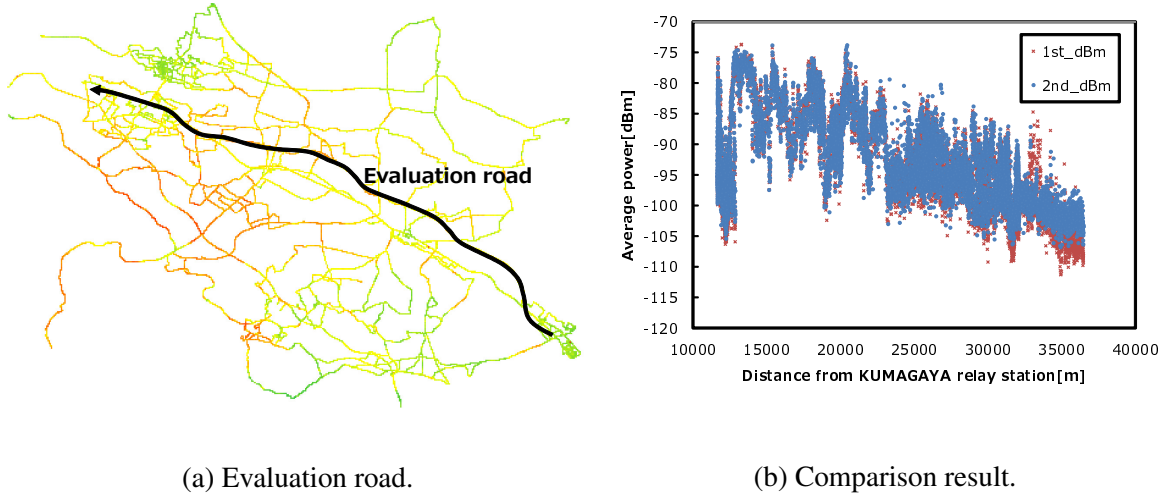 Evaluation road
-70
-75
-80
-85
-90
-95
-100
-105
-110
-115
-120
Average power[dBm]
1st_dBm
2nd_dBm
10000 15000 20000 25000 30000 35000 40000
Distance from KUMAGAYA relay station[m]
(a) Evaluation road.
(b) Comparison result.